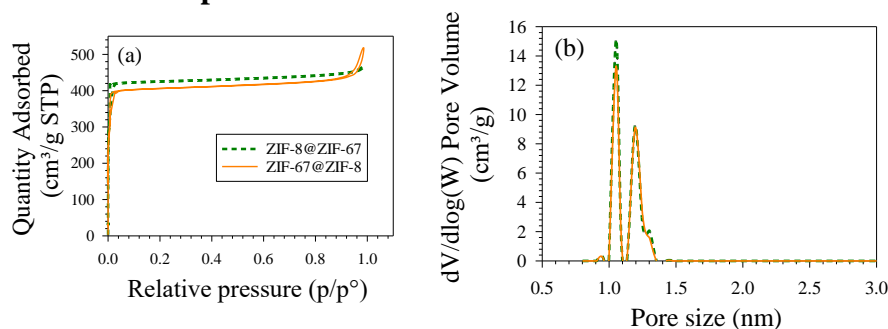 (a)
Quantity Adsorbed
(cm³/g STP)
500
400
300
200
100
0
ZIF-8@ZIF-67
ZIF-67@ZIF-8
0.0 0.2 0.4 0.6 0.8 1.0
Relative pressure (p/p°)
(b)
dV/dlog(W) Pore Volume
(cm³/g)
16
14
12
10
8
6
4
2
0
0.5 1.0 1.5 2.0 2.5 3.0
Pore size (nm)